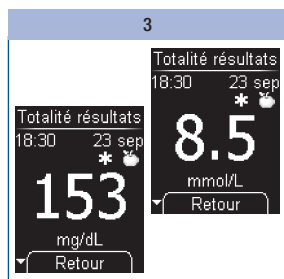 3
Totalité résultats
18:30 23 sep
153
mg/dL
Retour
Totalité résultats
18:30 23 sep
8.5
mmol/L
Retour